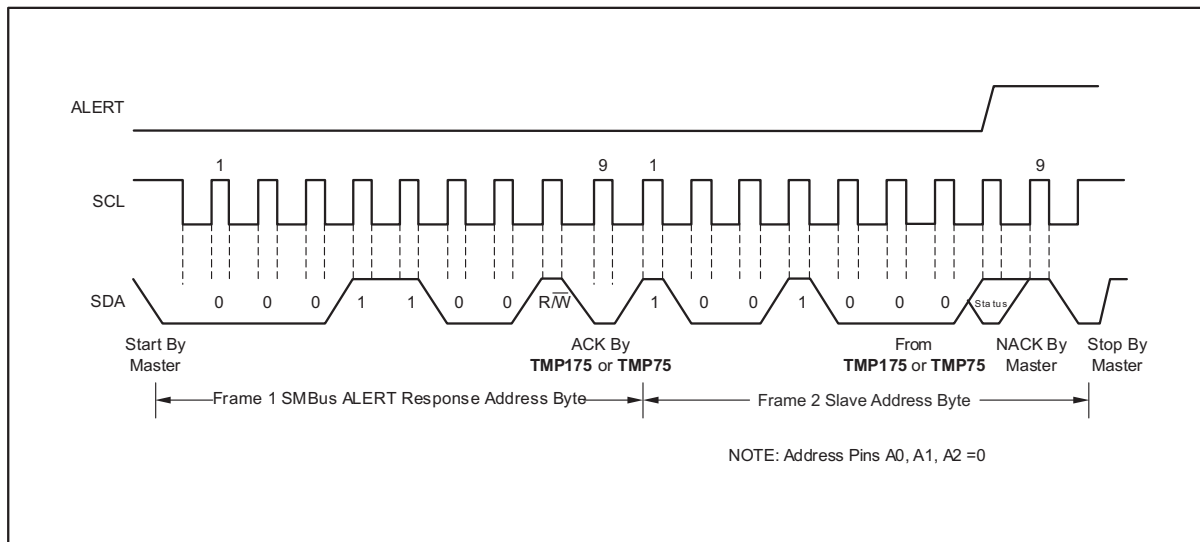 ALERT
1 9 1 9
SCL
SDA
0 0 0 1 1 0 0 R/W 1 0 0 1 0 0 0 Status
Start By
Master
ACK By
TMP175 or TMP75
From
TMP175 or TMP75
NACK By
Master
Stop By
Master
Frame 1 SMBus ALERT Response Address Byte
Frame 2 Slave Address Byte
NOTE: Address Pins A0, A1, A2 =0